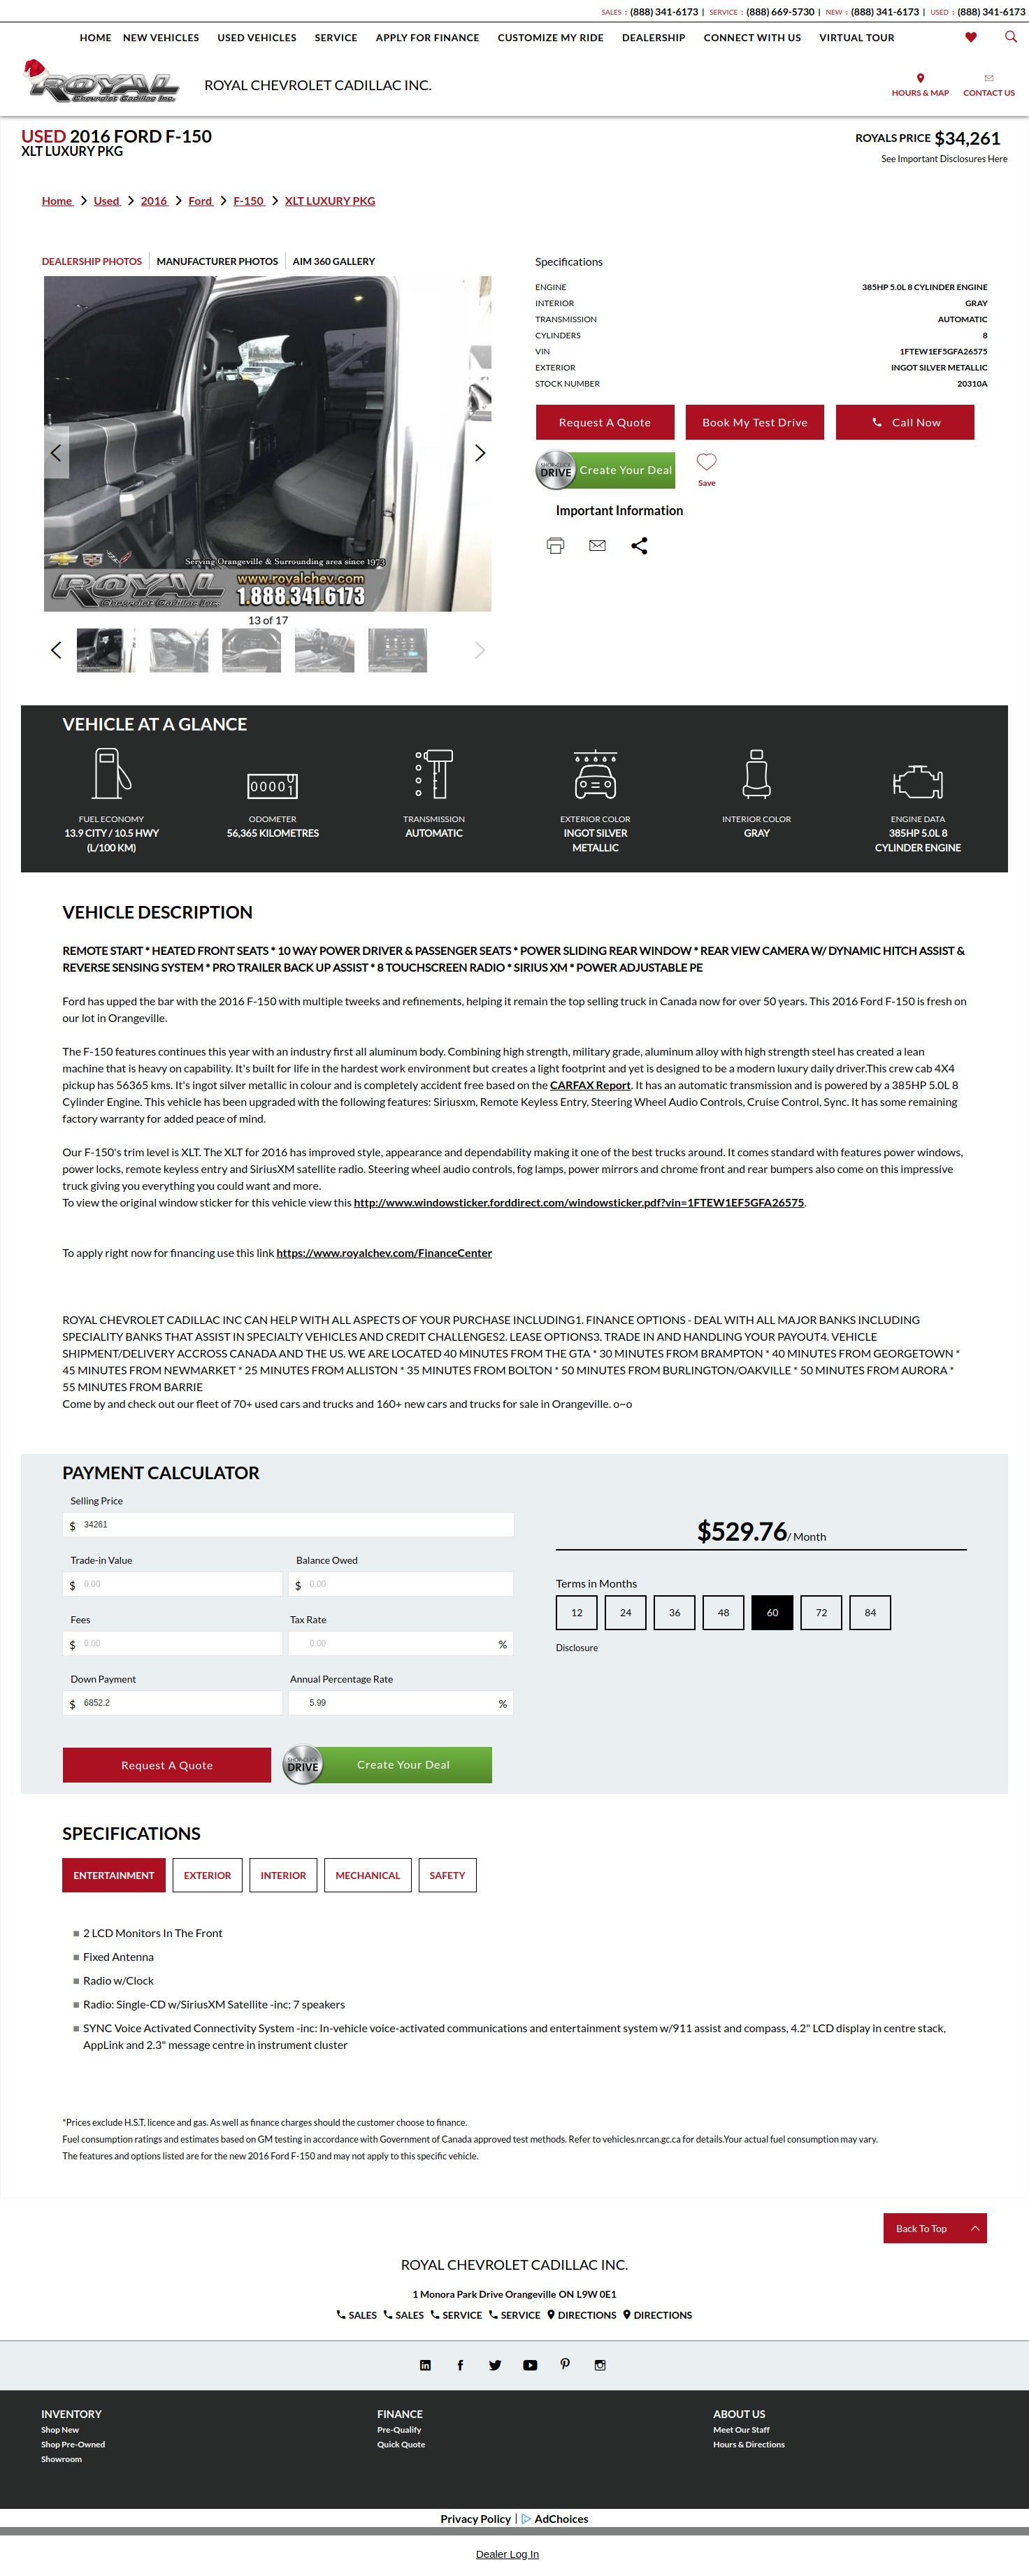 SALES : (888) 341-6173 | SERVICE : (888) 669-5730 | NEW : (888) 341-6173 | USED : (888) 341-6173
HOME NEW VEHICLES USED VEHICLES SERVICE APPLY FOR FINANCE CUSTOMIZE MY RIDE DEALERSHIP CONNECT WITH US VIRTUAL TOUR
ROYAL
Chevrolet Cadillac Inc.
ROYAL CHEVROLET CADILLAC INC.
HOURS & MAP CONTACT US
USED 2016 FORD F-150
XLT LUXURY PKG
ROYALS PRICE $34,261
See Important Disclosures Here
Home Used 2016 Ford F-150 XLT LUXURY PKG
DEALERSHIP PHOTOS MANUFACTURER PHOTOS AIM 360 GALLERY
Serving Orangeville & Surrounding area since 1973
ROYAL
Chevrolet Cadillac Inc.
www.royalchev.com
1.888.341.6173
13 of 17
Specifications
ENGINE 385HP 5.0L 8 CYLINDER ENGINE
INTERIOR GRAY
TRANSMISSION AUTOMATIC
CYLINDERS 8
VIN 1FTEW1EF5GFA26575
EXTERIOR INGOT SILVER METALLIC
STOCK NUMBER 20310A
Request A Quote Book My Test Drive Call Now
SHOP·CLICK DRIVE Create Your Deal
Save
Important Information
VEHICLE AT A GLANCE
00001
FUEL ECONOMY ODOMETER TRANSMISSION EXTERIOR COLOR INTERIOR COLOR ENGINE DATA
13.9 CITY / 10.5 HWY 56,365 KILOMETRES AUTOMATIC INGOT SILVER GRAY 385HP 5.0L 8
(L/100 KM) METALLIC CYLINDER ENGINE
VEHICLE DESCRIPTION
REMOTE START * HEATED FRONT SEATS * 10 WAY POWER DRIVER & PASSENGER SEATS * POWER SLIDING REAR WINDOW * REAR VIEW CAMERA W/ DYNAMIC HITCH ASSIST &
REVERSE SENSING SYSTEM * PRO TRAILER BACK UP ASSIST * 8 TOUCHSCREEN RADIO * SIRIUS XM * POWER ADJUSTABLE PE
Ford has upped the bar with the 2016 F-150 with multiple tweeks and refinements, helping it remain the top selling truck in Canada now for over 50 years. This 2016 Ford F-150 is fresh on
our lot in Orangeville.
The F-150 features continues this year with an industry first all aluminum body. Combining high strength, military grade, aluminum alloy with high strength steel has created a lean
machine that is heavy on capability. It's built for life in the hardest work environment but creates a light footprint and yet is designed to be a modern luxury daily driver.This crew cab 4X4
pickup has 56365 kms. It's ingot silver metallic in colour and is completely accident free based on the CARFAX Report. It has an automatic transmission and is powered by a 385HP 5.0L 8
Cylinder Engine. This vehicle has been upgraded with the following features: Siriusxm, Remote Keyless Entry, Steering Wheel Audio Controls, Cruise Control, Sync. It has some remaining
factory warranty for added peace of mind.
Our F-150's trim level is XLT. The XLT for 2016 has improved style, appearance and dependability making it one of the best trucks around. It comes standard with features power windows,
power locks, remote keyless entry and SiriusXM satellite radio. Steering wheel audio controls, fog lamps, power mirrors and chrome front and rear bumpers also come on this impressive
truck giving you everything you could want and more.
To view the original window sticker for this vehicle view this http://www.windowsticker.forddirect.com/windowsticker.pdf?vin=1FTEW1EF5GFA26575.
To apply right now for financing use this link https://www.royalchev.com/FinanceCenter
ROYAL CHEVROLET CADILLAC INC CAN HELP WITH ALL ASPECTS OF YOUR PURCHASE INCLUDING1. FINANCE OPTIONS - DEAL WITH ALL MAJOR BANKS INCLUDING
SPECIALITY BANKS THAT ASSIST IN SPECIALTY VEHICLES AND CREDIT CHALLENGES2. LEASE OPTIONS3. TRADE IN AND HANDLING YOUR PAYOUT4. VEHICLE
SHIPMENT/DELIVERY ACCROSS CANADA AND THE US. WE ARE LOCATED 40 MINUTES FROM THE GTA * 30 MINUTES FROM BRAMPTON * 40 MINUTES FROM GEORGETOWN *
45 MINUTES FROM NEWMARKET * 25 MINUTES FROM ALLISTON * 35 MINUTES FROM BOLTON * 50 MINUTES FROM BURLINGTON/OAKVILLE * 50 MINUTES FROM AURORA *
55 MINUTES FROM BARRIE
Come by and check out our fleet of 70+ used cars and trucks and 160+ new cars and trucks for sale in Orangeville. o~o
PAYMENT CALCULATOR
Selling Price
$ 34261
Trade-in Value Balance Owed
$ 0.00 $ 0.00
Fees Tax Rate
$ 0.00 0.00 %
Down Payment Annual Percentage Rate
$ 6852.2 5.99 %
$529.76/ Month
Terms in Months
12 24 36 48 60 72 84
Disclosure
Request A Quote SHOP·CLICK DRIVE Create Your Deal
SPECIFICATIONS
ENTERTAINMENT EXTERIOR INTERIOR MECHANICAL SAFETY
2 LCD Monitors In The Front
Fixed Antenna
Radio w/Clock
Radio: Single-CD w/SiriusXM Satellite -inc: 7 speakers
SYNC Voice Activated Connectivity System -inc: In-vehicle voice-activated communications and entertainment system w/911 assist and compass, 4.2" LCD display in centre stack,
AppLink and 2.3" message centre in instrument cluster
*Prices exclude H.S.T, licence and gas. As well as finance charges should the customer choose to finance.
Fuel consumption ratings and estimates based on GM testing in accordance with Government of Canada approved test methods. Refer to vehicles.nrcan.gc.ca for details.Your actual fuel consumption may vary.
The features and options listed are for the new 2016 Ford F-150 and may not apply to this specific vehicle.
Back To Top
ROYAL CHEVROLET CADILLAC INC.
1 Monora Park Drive Orangeville ON L9W 0E1
SALES SALES SERVICE SERVICE DIRECTIONS DIRECTIONS
INVENTORY FINANCE ABOUT US
Shop New Pre-Qualify Meet Our Staff
Shop Pre-Owned Quick Quote Hours & Directions
Showroom
Privacy Policy | AdChoices
Dealer Log In